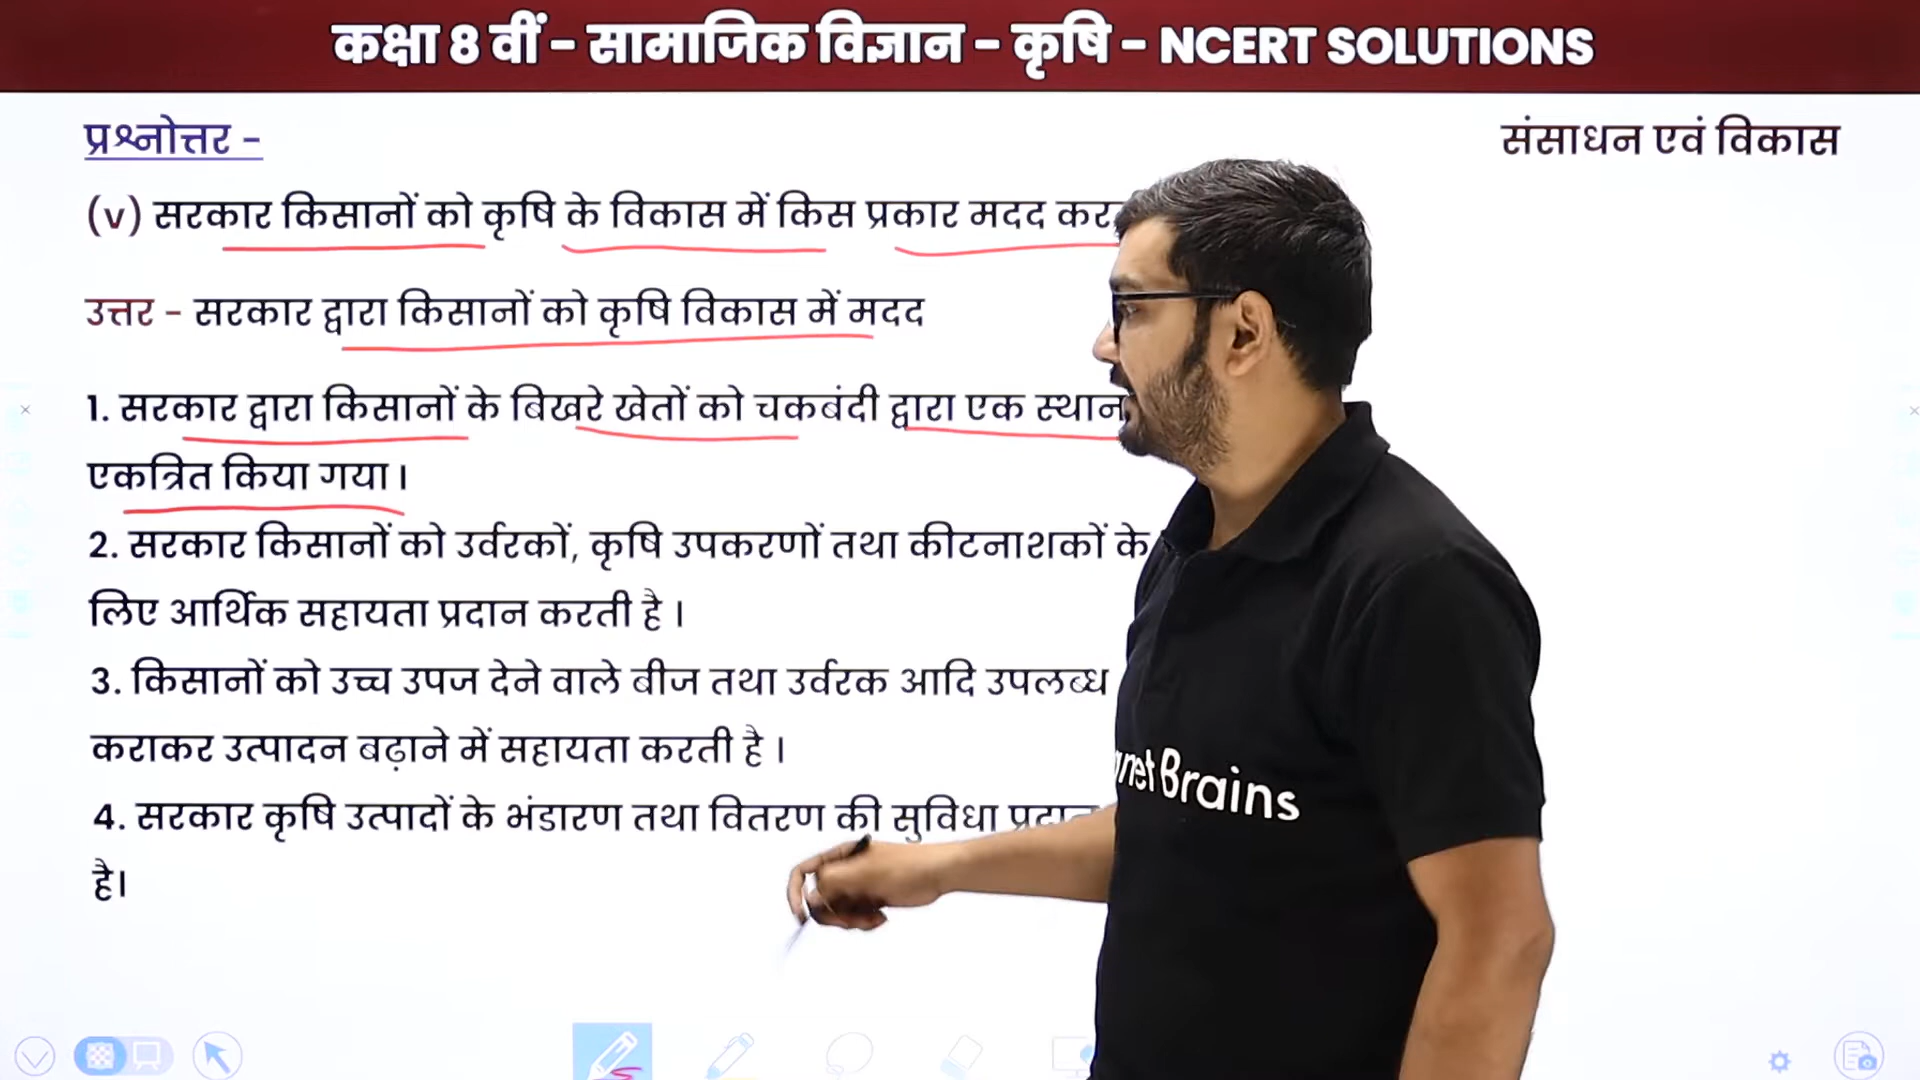 कक्षा 8 वीं - सामाजिक विज्ञान - कृषि - NCERT SOLUTIONS
प्रश्नोत्तर -
संसाधन एवं विकास
(v) सरकार किसानों को कृषि के विकास में किस प्रकार मदद
उत्तर - सरकार द्वारा किसानों को कृषि विकास में मदद
1. सरकार द्वारा किसानों के बिखरे खेतों को चकबंदी द्वारा एक स्थान
एकत्रित किया गया।
2. सरकार किसानों को उर्वरकों, कृषि उपकरणों तथा कीटनाशकों के
लिए आर्थिक सहायता प्रदान करती है ।
3. किसानों को उच्च उपज देने वाले बीज तथा उर्वरक आदि उपलब्ध
कराकर उत्पादन बढ़ाने में सहायता करती है ।
4. सरकार कृषि उत्पादों के भंडारण तथा वितरण की सुविधा
है।
Brains